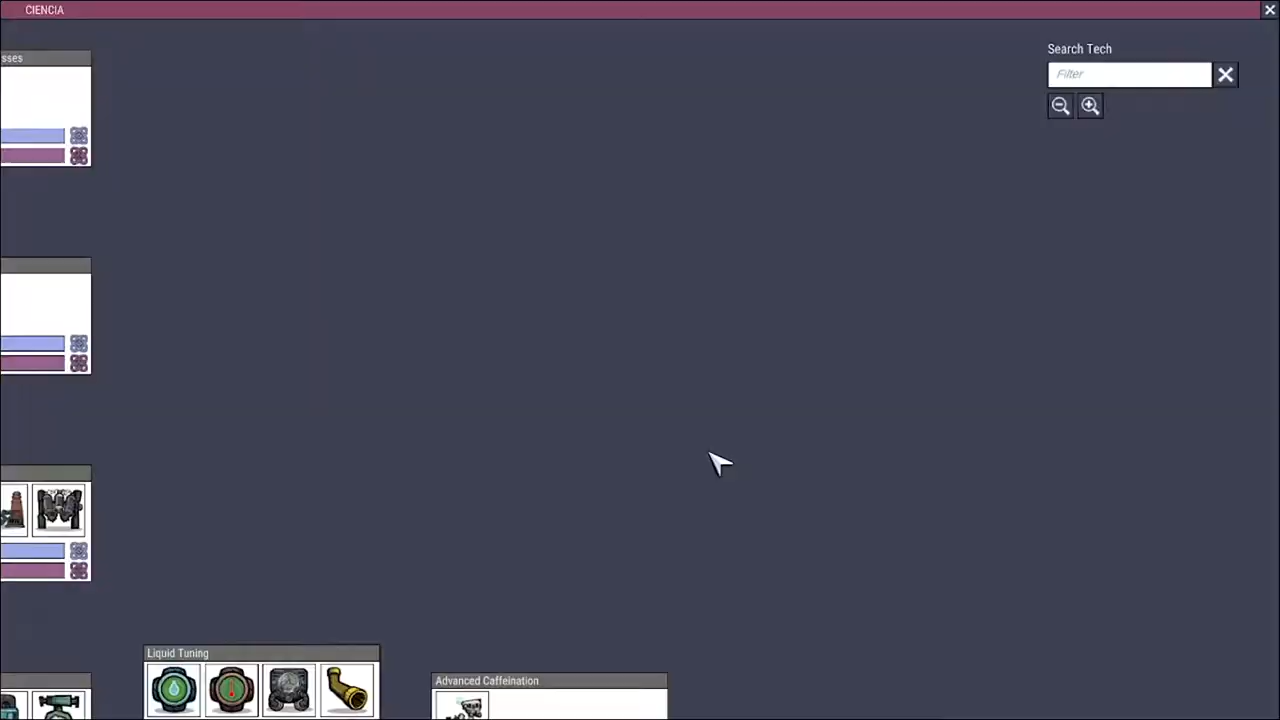 CIENCIA
sses
Search Tech
Filter
Liquid Tuning
Advanced Caffeination